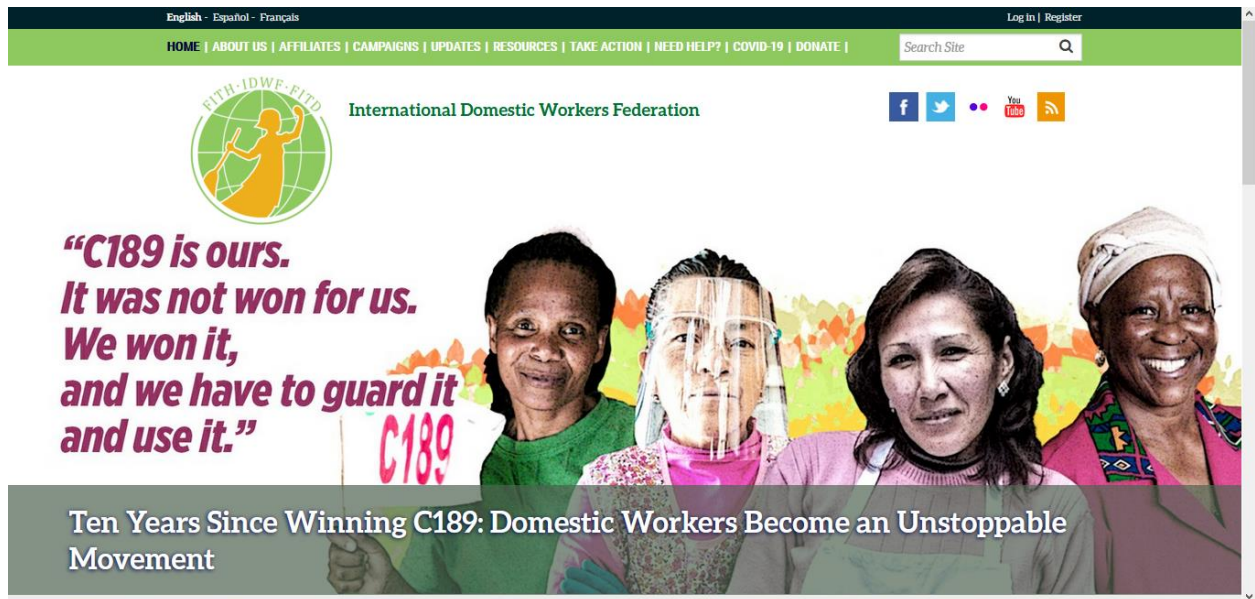 English - Español - Français
Log in | Register
HOME | ABOUT US | AFFILIATES | CAMPAIGNS | UPDATES | RESOURCES | TAKE ACTION | NEED HELP? | COVID-19 | DONATE |
Search Site
FITH·IDWF·FITD
International Domestic Workers Federation
f
You
Tube
“C189 is ours.
It was not won for us.
We won it,
and we have to guard it
and use it.”
C189
Ten Years Since Winning C189: Domestic Workers Become an Unstoppable
Movement